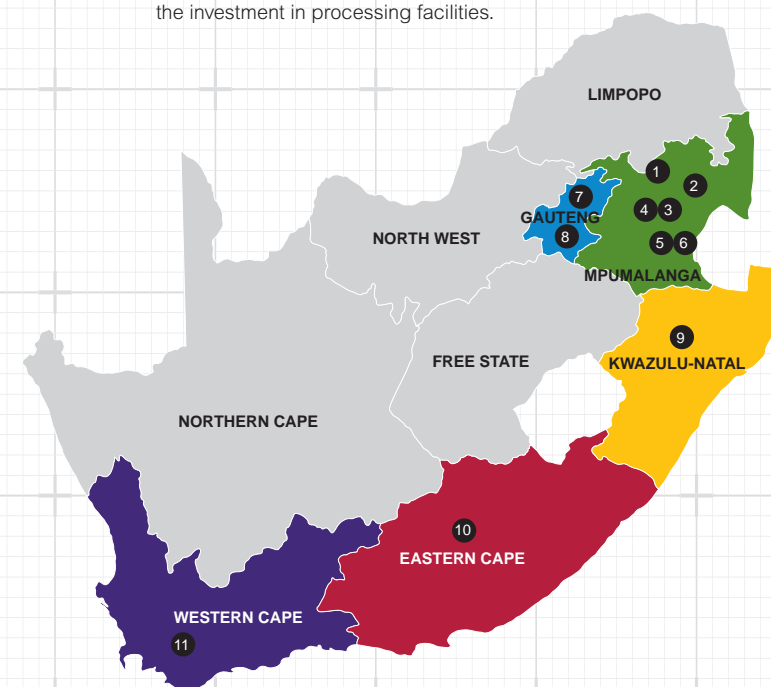 the investment in processing facilities.
LIMPOPO
1
2
7
4 3
GAUTENG
NORTH WEST
8
5 6
MPUMALANGA
9
FREE STATE
KWAZULU-NATAL
NORTHERN CAPE
10
EASTERN CAPE
WESTERN CAPE
11